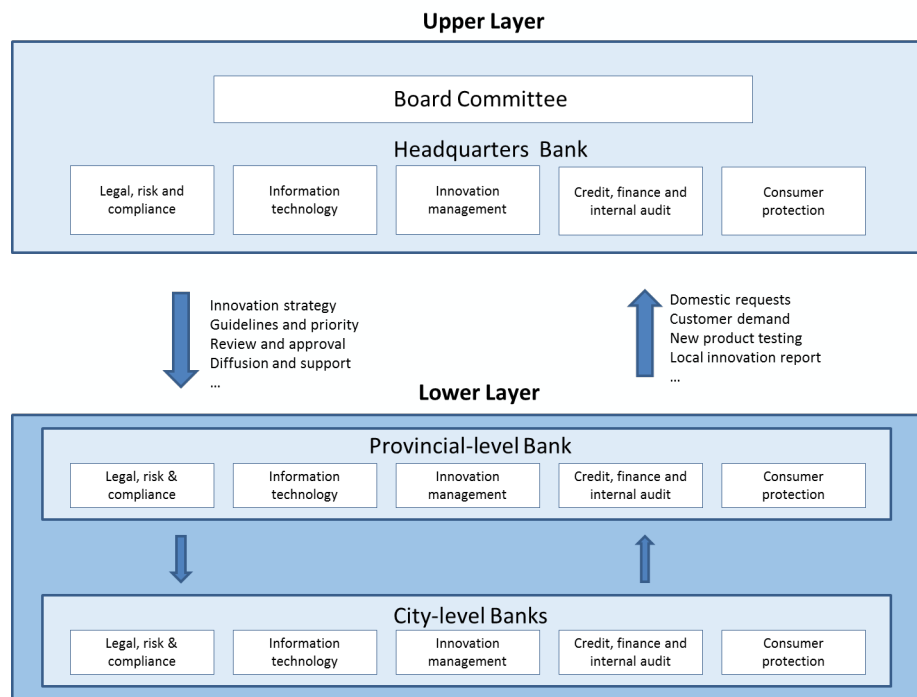 Upper Layer
Board Committee
Headquarters Bank
Legal, risk and
compliance
Information
technology
Innovation
management
Credit, finance and
internal audit
Consumer
protection
Innovation strategy
Guidelines and priority
Review and approval
Diffusion and support
...
Domestic requests
Customer demand
New product testing
Local innovation report
...
Lower Layer
Provincial-level Bank
Legal, risk &
compliance
Information
technology
Innovation
management
Credit, finance and
internal audit
Consumer
protection
City-level Banks
Legal, risk &
compliance
Information
technology
Innovation
management
Credit, finance and
internal audit
Consumer
protection